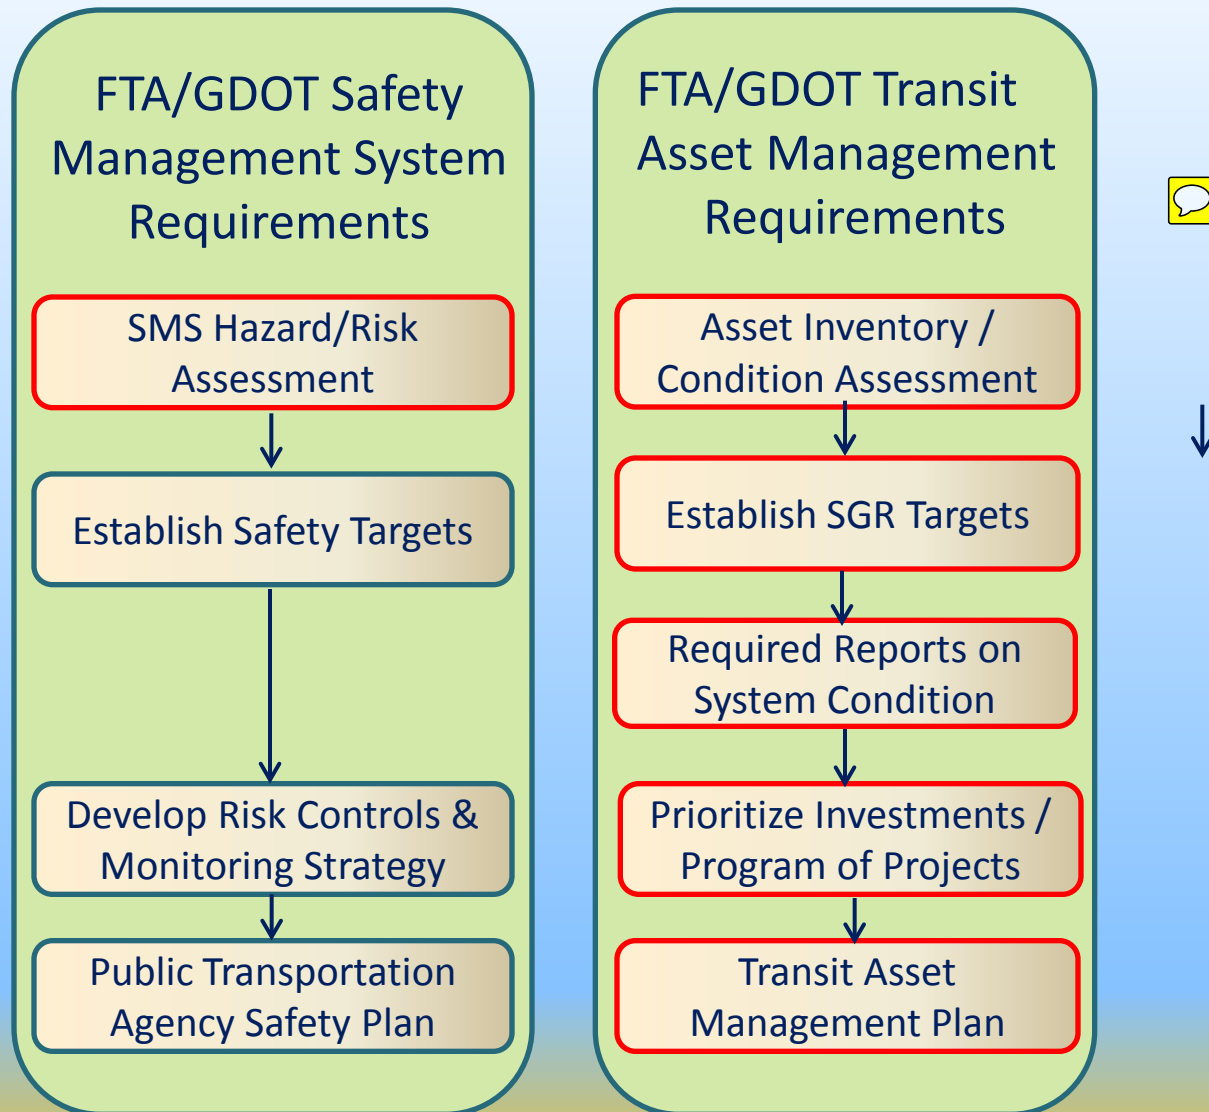 FTA/GDOT Safety
Management System
Requirements
SMS Hazard/Risk
Assessment
Establish Safety Targets
Develop Risk Controls &
Monitoring Strategy
Public Transportation
Agency Safety Plan
FTA/GDOT Transit
Asset Management
Requirements
Asset Inventory /
Condition Assessment
Establish SGR Targets
Required Reports on
System Condition
Prioritize Investments /
Program of Projects
Transit Asset
Management Plan